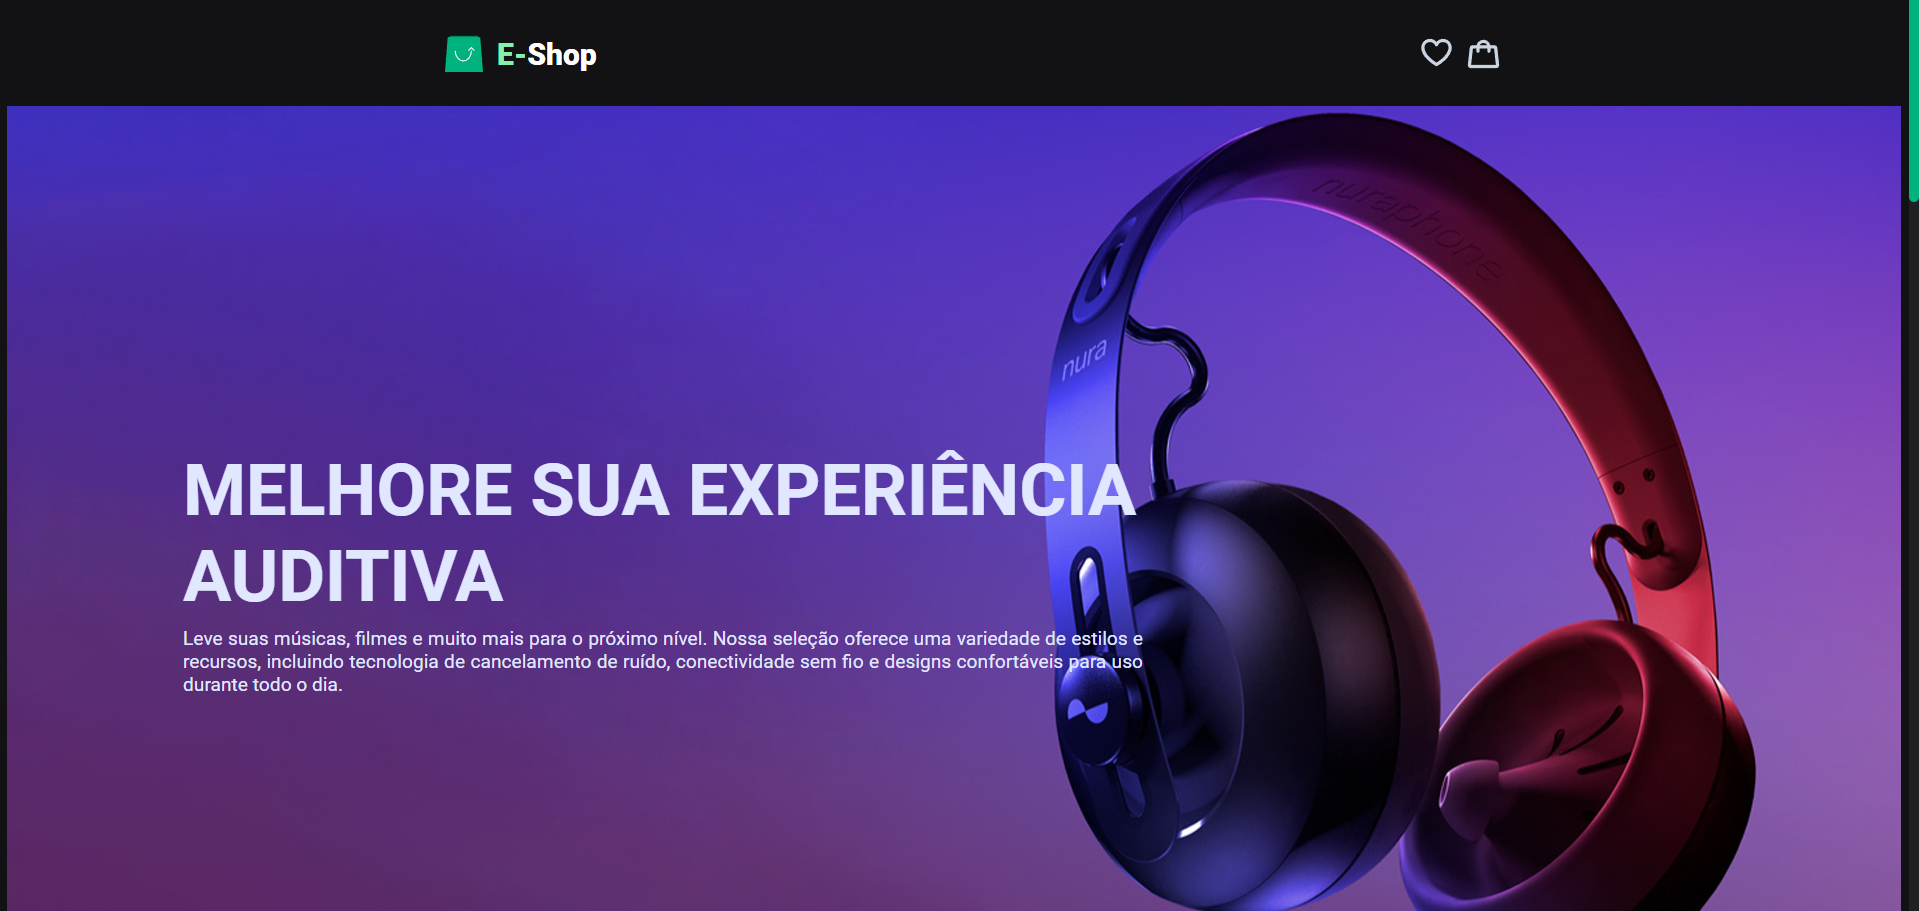 E-Shop
nuraphone
nura
MELHORE SUA EXPERIÊNCIA
AUDITIVA
Leve suas músicas, filmes e muito mais para o próximo nível. Nossa seleção oferece uma variedade de estilos e
recursos, incluindo tecnologia de cancelamento de ruído, conectividade sem fio e designs confortáveis para uso
durante todo o dia.